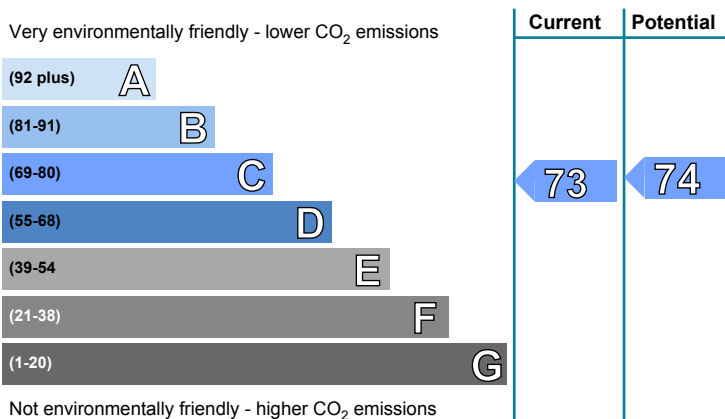 Very environmentally friendly - lower CO2 emissions
Current Potential
(92 plus) A
(81-91) B
(69-80) C
73 74
(55-68) D
(39-54 E
(21-38) F
(1-20) G
Not environmentally friendly - higher CO2 emissions